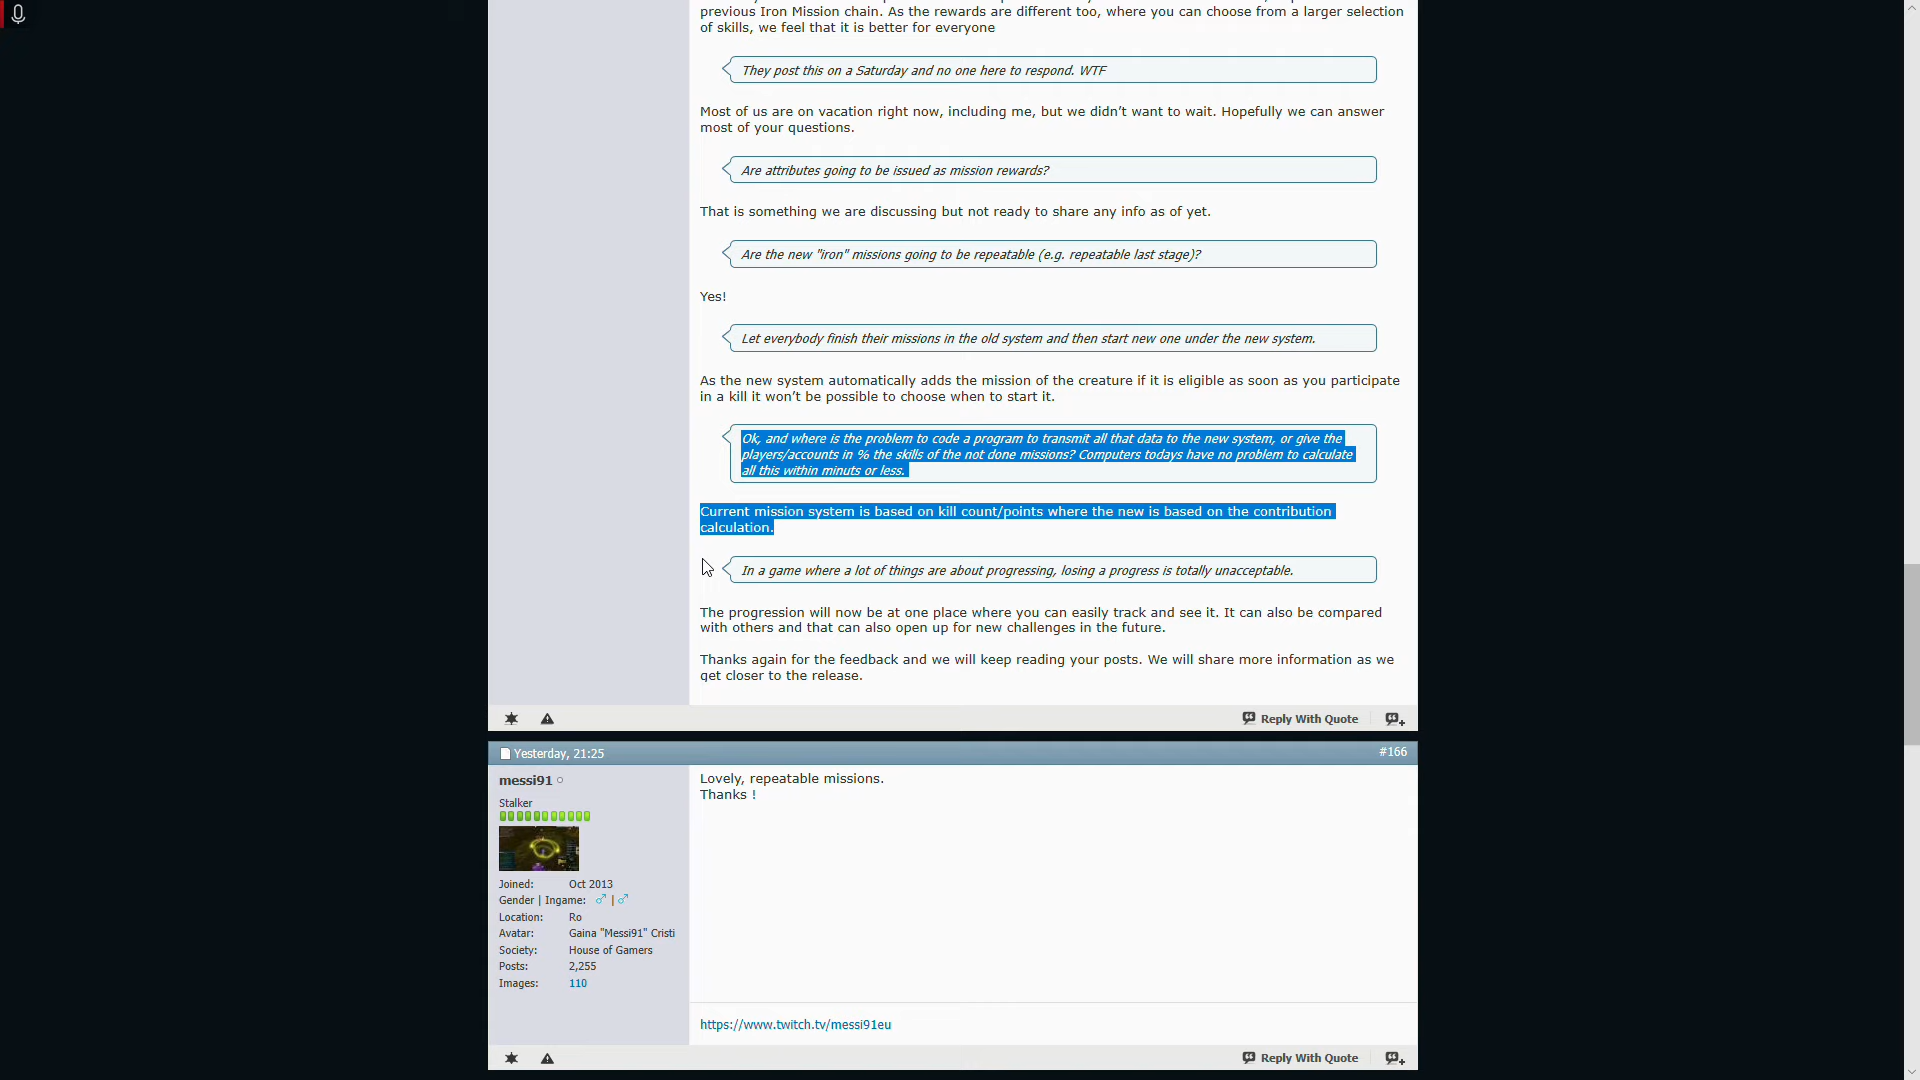 previous Iron Mission chain. As the rewards are different too, where you can choose from a larger selection
of skills, we feel that it is better for everyone
They post this on a Saturday and no one here to respond. WTF
Most of us are on vacation right now, including me, but we didn’t want to wait. Hopefully we can answer
most of your questions.
Are attributes going to be issued as mission rewards?
That is something we are discussing but not ready to share any info as of yet.
Are the new "iron" missions going to be repeatable (e.g. repeatable last stage)?
Yes!
Let everybody finish their missions in the old system and then start new one under the new system.
As the new system automatically adds the mission of the creature if it is eligible as soon as you participate
in a kill it won’t be possible to choose when to start it.
Ok, and where is the problem to code a program to transmit all that data to the new system, or give the
players/accounts in % the skills of the not done missions? Computers todays have no problem to calculate
all this within minuts or less.
Current mission system is based on kill count/points where the new is based on the contribution
calculation.
In a game where a lot of things are about progressing, losing a progress is totally unacceptable.
The progression will now be at one place where you can easily track and see it. It can also be compared
with others and that can also open up for new challenges in the future.
Thanks again for the feedback and we will keep reading your posts. We will share more information as we
get closer to the release.
Reply With Quote
Yesterday, 21:25 #166
messi91
Stalker
Joined: Oct 2013
Gender | Ingame: ♂ | ♂
Location: Ro
Avatar: Gaina "Messi91" Cristi
Society: House of Gamers
Posts: 2,255
Images: 110
Lovely, repeatable missions.
Thanks !
https://www.twitch.tv/messi91eu
Reply With Quote